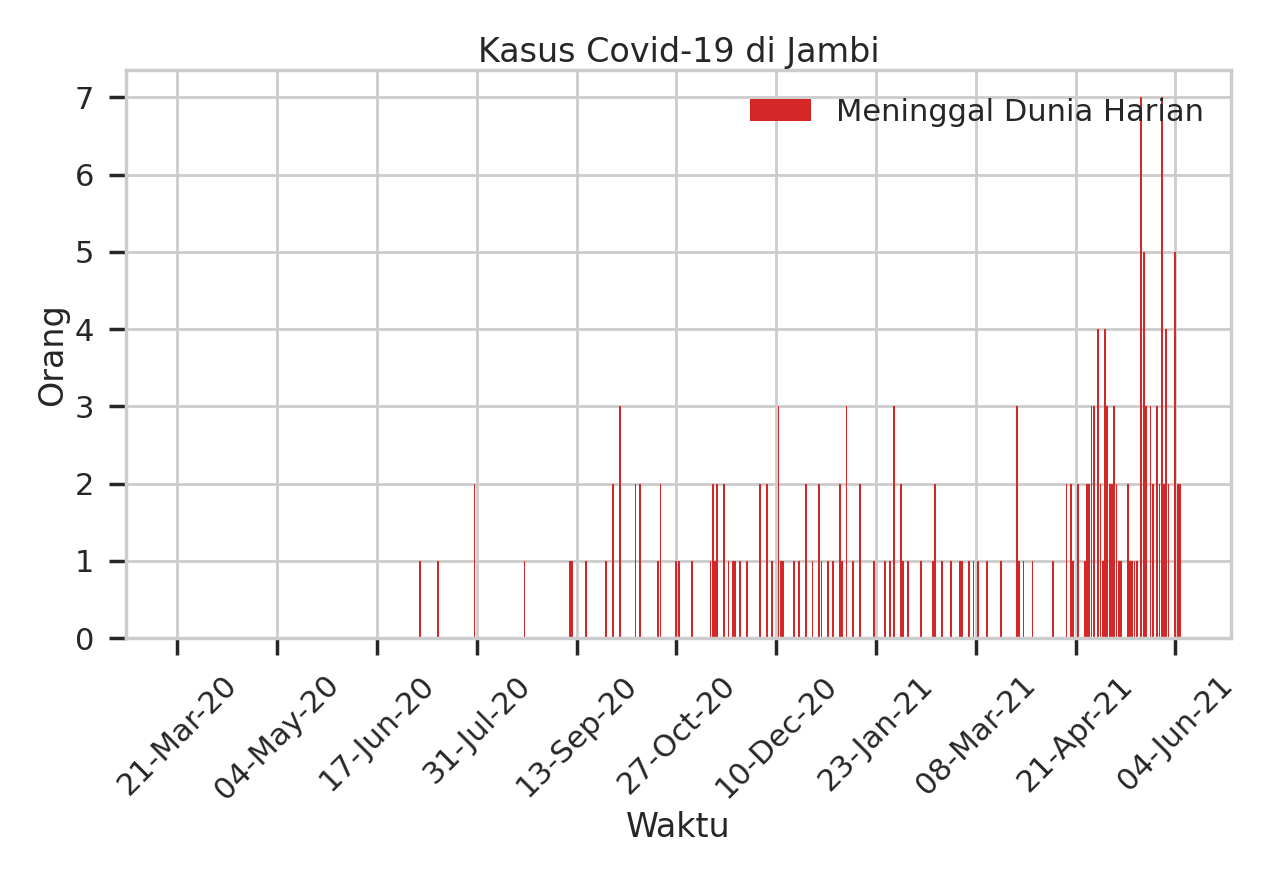 Kasus Covid-19 di Jambi
Meninggal Dunia Harian
Orang
7
6
5
4
3
2
1
0
21-Mar-20
04-May-20
17-Jun-20
31-Jul-20
13-Sep-20
27-Oct-20
10-Dec-20
23-Jan-21
08-Mar-21
21-Apr-21
04-Jun-21
Waktu